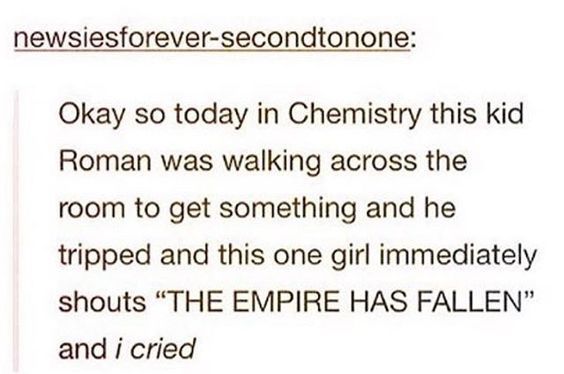 newsiesforever-secondtonone:
Okay so today in Chemistry this kid
Roman was walking across the
room to get something and he
tripped and this one girl immediately
shouts “THE EMPIRE HAS FALLEN”
and i cried